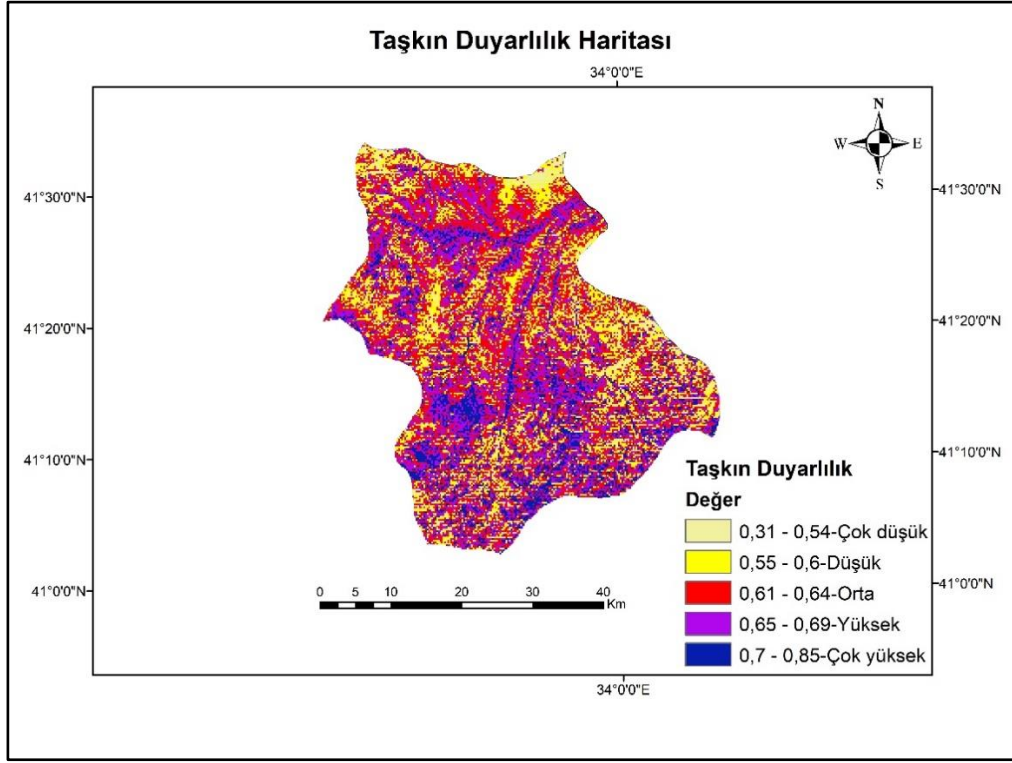 Taşkın Duyarlılık Haritası
34°0'0"E
N
W E
S
41°30'0"N 41°30'0"N
41°20'0"N 41°20'0"N
41°10'0"N 41°10'0"N
41°0'0"N 41°0'0"N
Taşkın Duyarlılık
Değer
0,31 - 0,54-Çok düşük
0,55 - 0,6-Düşük
0,61 - 0,64-Orta
0,65 - 0,69-Yüksek
0,7 - 0,85-Çok yüksek
0 5 10 20 30 40
Km
34°0'0"E